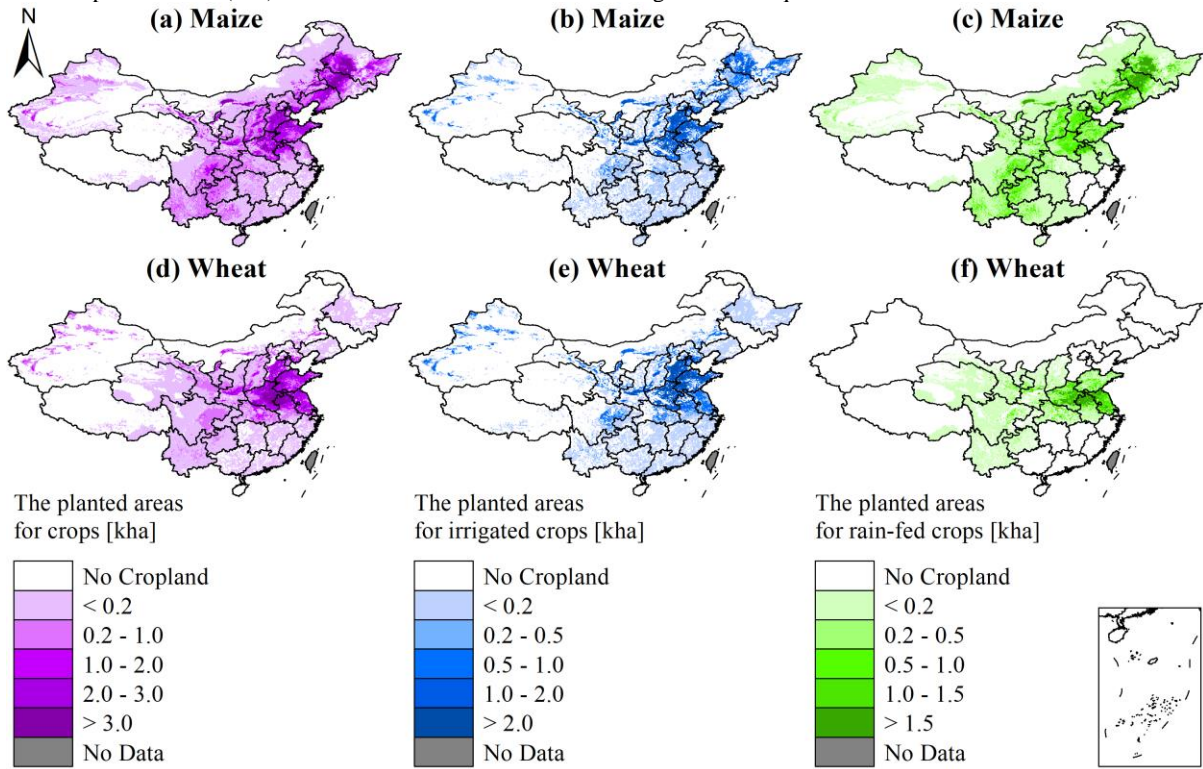 N
(a) Maize
(b) Maize
(c) Maize
(d) Wheat
(e) Wheat
(f) Wheat
The planted areas
for crops [kha]
No Cropland
< 0.2
0.2 - 1.0
1.0 - 2.0
2.0 - 3.0
> 3.0
No Data
The planted areas
for irrigated crops [kha]
No Cropland
< 0.2
0.2 - 0.5
0.5 - 1.0
1.0 - 2.0
> 2.0
No Data
The planted areas
for rain-fed crops [kha]
No Cropland
< 0.2
0.2 - 0.5
0.5 - 1.0
1.0 - 1.5
> 1.5
No Data